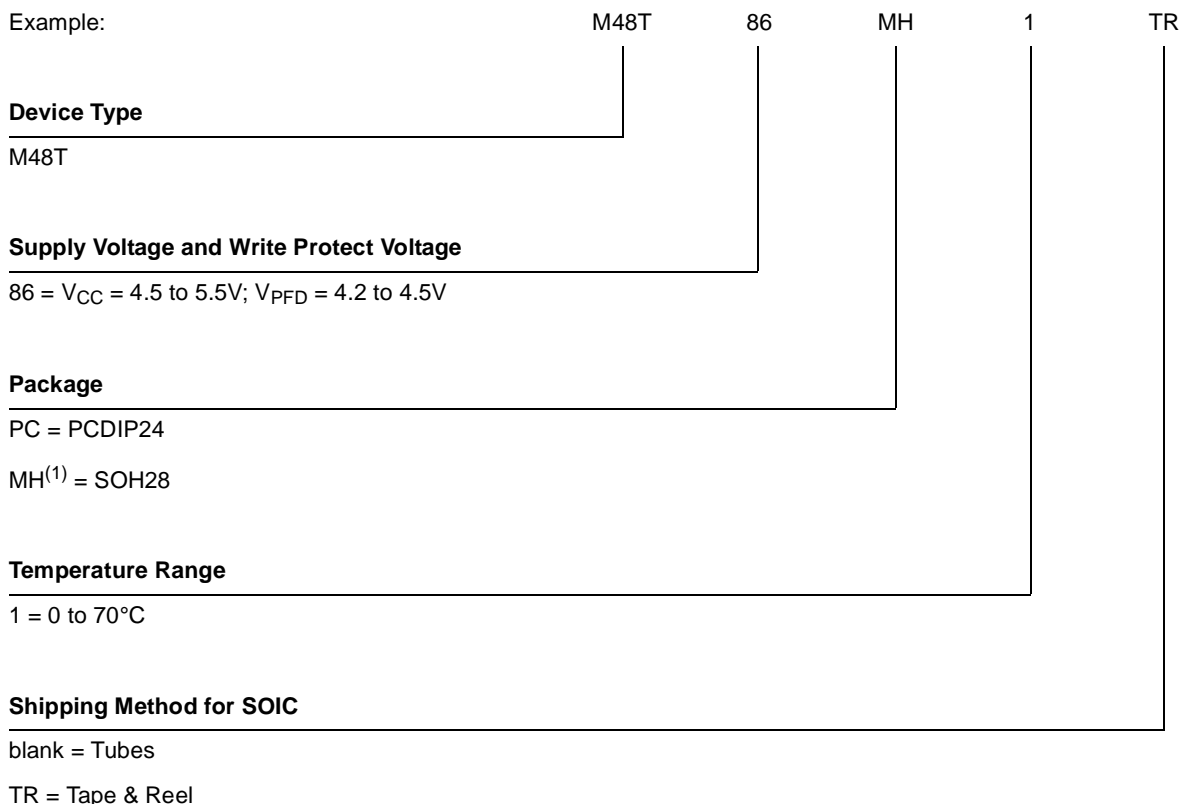 Example: M48T 86 MH 1 TR
Device Type
M48T
Supply Voltage and Write Protect Voltage
86 = VCC = 4.5 to 5.5V; VPFD = 4.2 to 4.5V
Package
PC = PCDIP24
MH(1) = SOH28
Temperature Range
1 = 0 to 70°C
Shipping Method for SOIC
blank = Tubes
TR = Tape & Reel